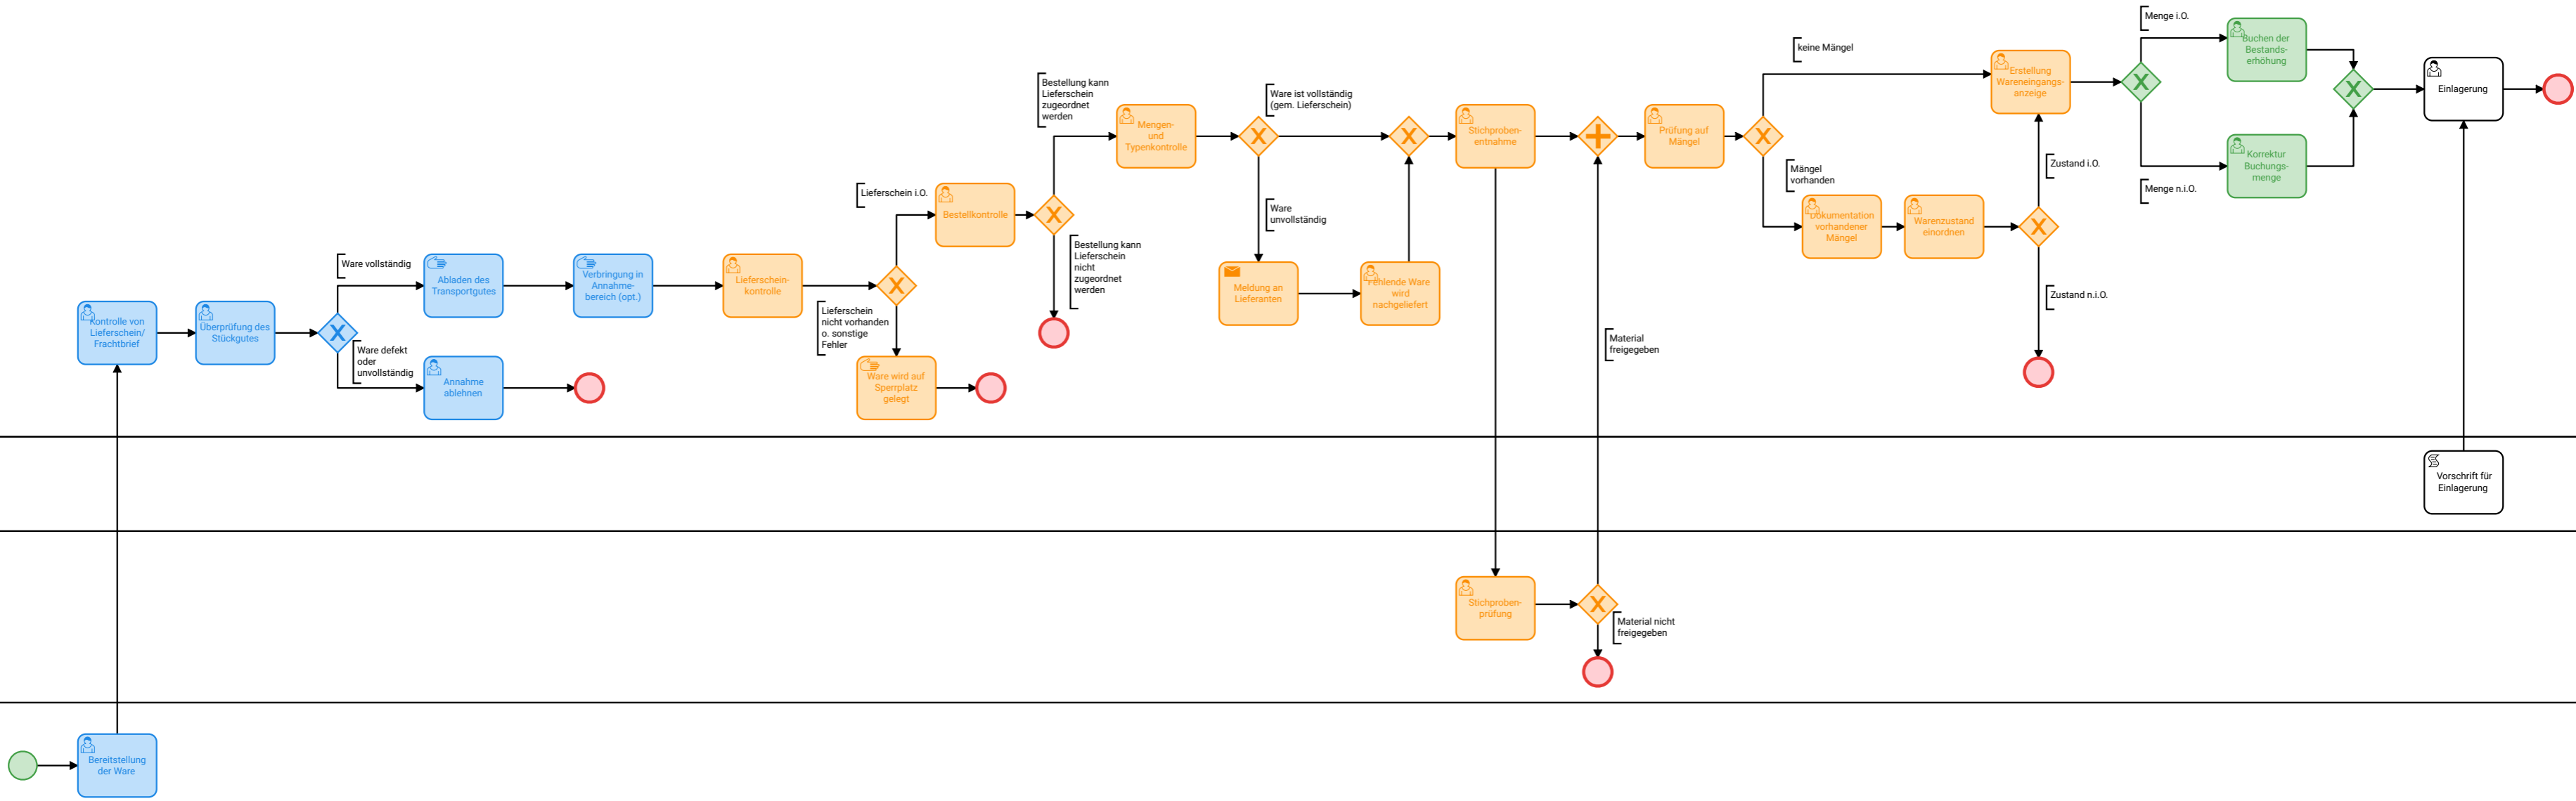 Menge i.O.
Buchen der
Bestands-
erhöhung
keine Mängel
Erstellung
Wareneingangs-
anzeige
Einlagerung
Bestellung kann
Lieferschein
zugeordnet
werden
Ware ist vollständig
(gem. Lieferschein)
Mengen-
und
Typenkontrolle
Stichproben-
entnahme
Prüfung auf
Mängel
Korrektur
Buchungs-
menge
Menge n.i.O.
Zustand i.O.
Mängel
vorhanden
Lieferschein i.O.
Bestellkontrolle
Ware
unvollständig
Dokumentation
vorhandener
Mängel
Warenzustand
einordnen
Bestellung kann
Lieferschein
nicht
zugeordnet
werden
Ware vollständig
Abladen des
Transportgutes
Verbringung in
Annahme-
bereich (opt.)
Lieferschein-
kontrolle
Meldung an
Lieferanten
Fehlende Ware
wird
nachgeliefert
Zustand n.i.O.
Lieferschein
nicht vorhanden
o. sonstige
Fehler
Kontrolle von
Lieferschein/
Frachtbrief
Überprüfung des
Stückgutes
Material
freigegeben
Ware defekt
oder
unvollständig
Annahme
ablehnen
Ware wird auf
Sperrplatz
gelegt
Vorschrift für
Einlagerung
Stichproben-
prüfung
Material nicht
freigegeben
Bereitstellung
der Ware